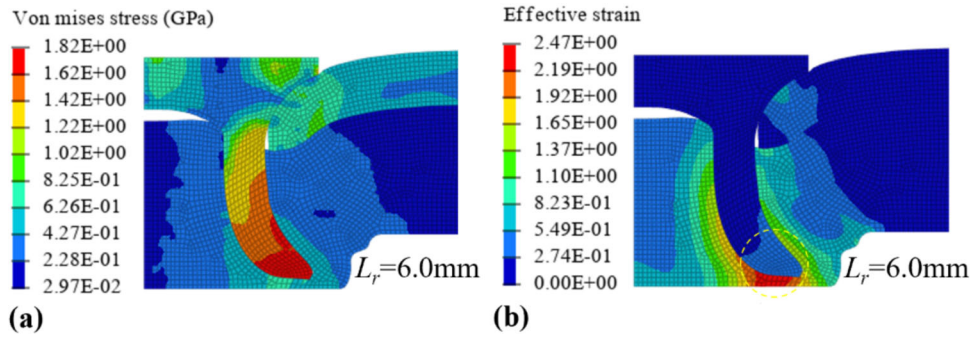 Von mises stress (GPa)
1.82E+00
1.62E+00
1.42E+00
1.22E+00
1.02E+00
8.25E-01
6.26E-01
4.27E-01
2.28E-01
2.97E-02
Lr=6.0mm
(a)
Effective strain
2.47E+00
2.19E+00
1.92E+00
1.65E+00
1.37E+00
1.10E+00
8.23E-01
5.49E-01
2.74E-01
0.00E+00
Lr=6.0mm
(b)